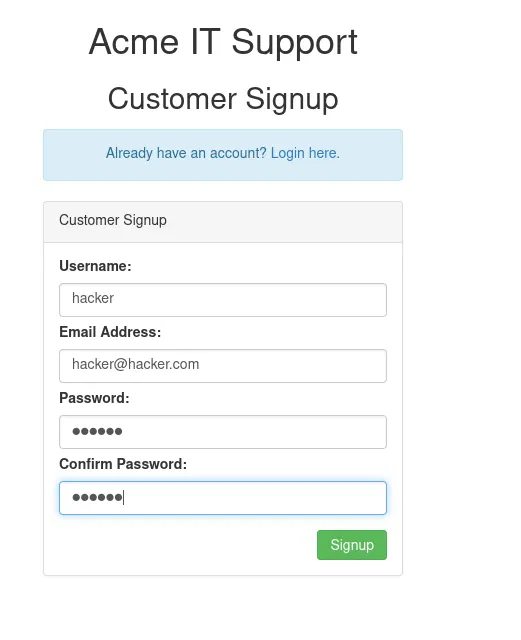 Acme IT Support
Customer Signup
Already have an account? Login here.
Customer Signup
Username:
hacker
Email Address:
hacker@hacker.com
Password:
●●●●●●
Confirm Password:
●●●●●●
Signup